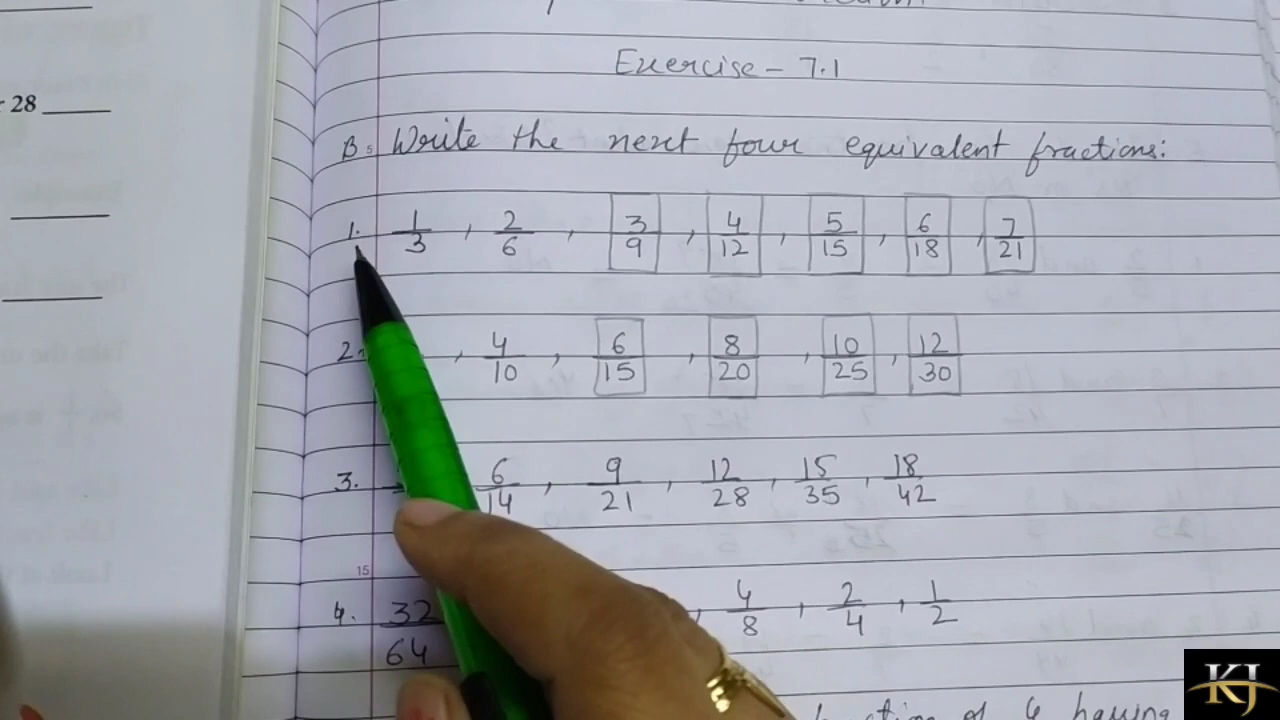 Exercise - 7.1
28
B. Write the next four equivalent fractions:
1. 1/3, 2/6, 3/9, 4/12, 5/15, 6/18, 7/21
2. , 4/10, 6/15, 8/20, 10/25, 12/30
3. 6/14, 9/21, 12/28, 15/35, 18/42
15
4. 32/64 , 4/8, 2/4, 1/2
of 6 having
KJ